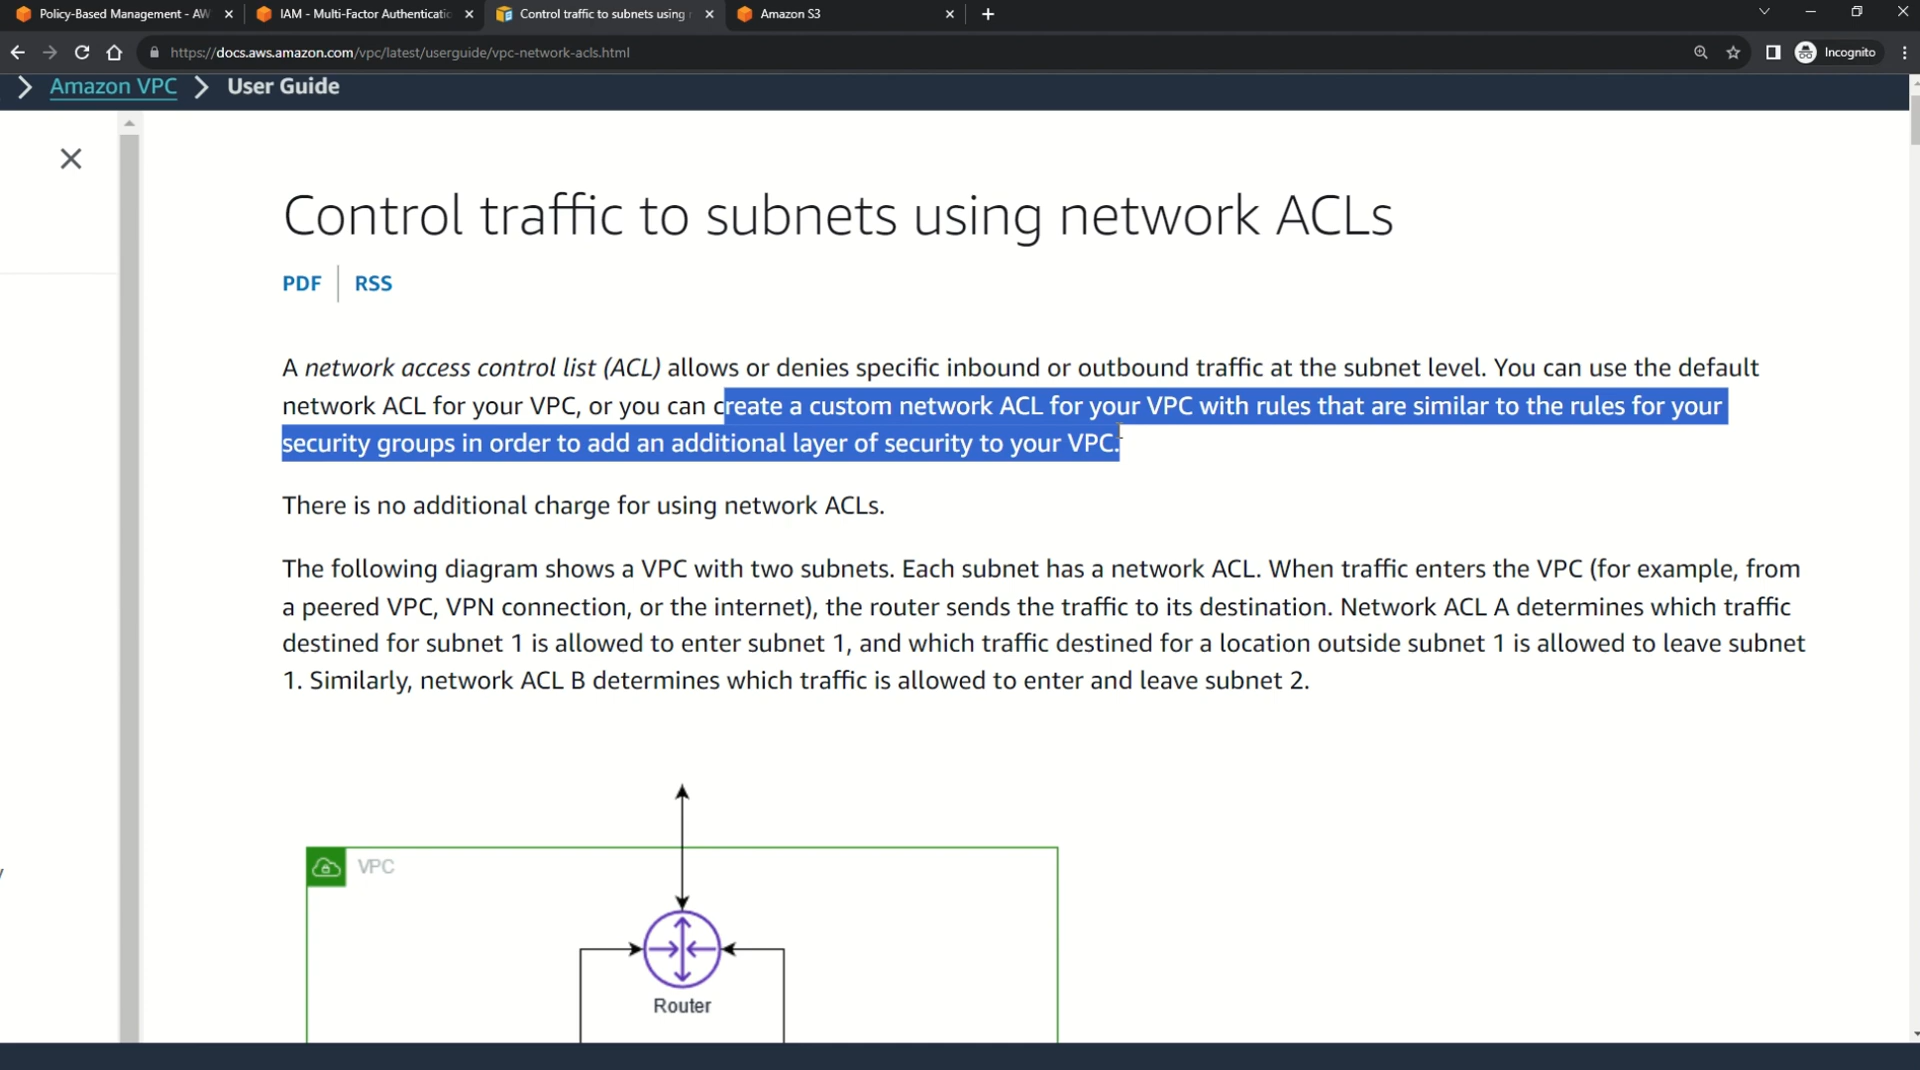 Policy-Based Management - AW
IAM - Multi-Factor Authenticatio
Control traffic to subnets using
Amazon S3
https://docs.aws.amazon.com/vpc/latest/userguide/vpc-network-acls.html
Incognito
Amazon VPC
User Guide
Control traffic to subnets using network ACLs
PDF
RSS
A network access control list (ACL) allows or denies specific inbound or outbound traffic at the subnet level. You can use the default
network ACL for your VPC, or you can create a custom network ACL for your VPC with rules that are similar to the rules for your
security groups in order to add an additional layer of security to your VPC.
There is no additional charge for using network ACLs.
The following diagram shows a VPC with two subnets. Each subnet has a network ACL. When traffic enters the VPC (for example, from
a peered VPC, VPN connection, or the internet), the router sends the traffic to its destination. Network ACL A determines which traffic
destined for subnet 1 is allowed to enter subnet 1, and which traffic destined for a location outside subnet 1 is allowed to leave subnet
1. Similarly, network ACL B determines which traffic is allowed to enter and leave subnet 2.
VPC
Router